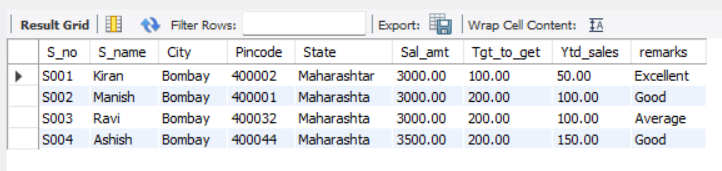 Result Grid Filter Rows: Export: Wrap Cell Content: IA
S_no S_name City Pincode State Sal_amt Tgt_to_get Ytd_sales remarks
S001 Kiran Bombay 400002 Maharashtar 3000.00 100.00 50.00 Excellent
S002 Manish Bombay 400001 Maharashta 3000.00 200.00 100.00 Good
S003 Ravi Bombay 400032 Maharashta 3000.00 200.00 100.00 Average
S004 Ashish Bombay 400044 Maharashta 3500.00 200.00 150.00 Good